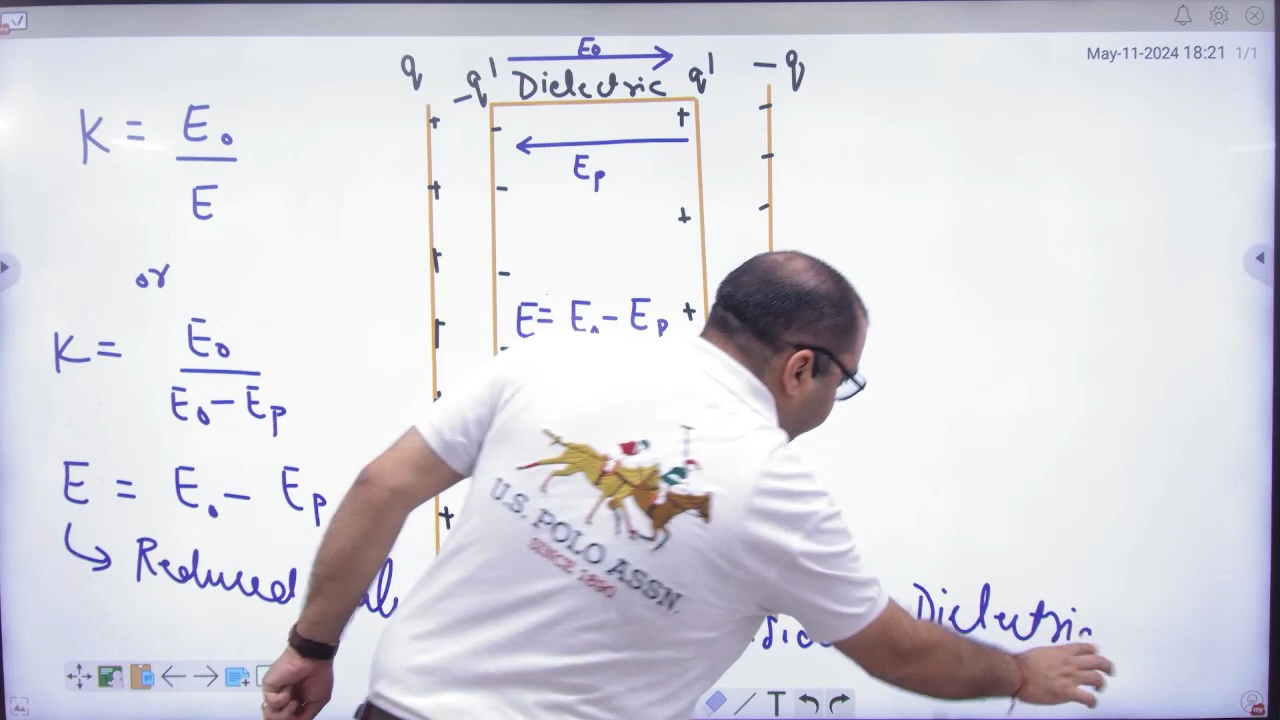 May-11-2024 18:21 1/1
E₀
q -q' Dielectric q' -q
K = E₀ / E
Eₚ
or
E = E₀ - Eₚ
K = E₀ / E₀ - Eₚ
E = E₀ - Eₚ
Reduced
Dielectric
U.S. POLO ASSN.
SINCE 1890
T